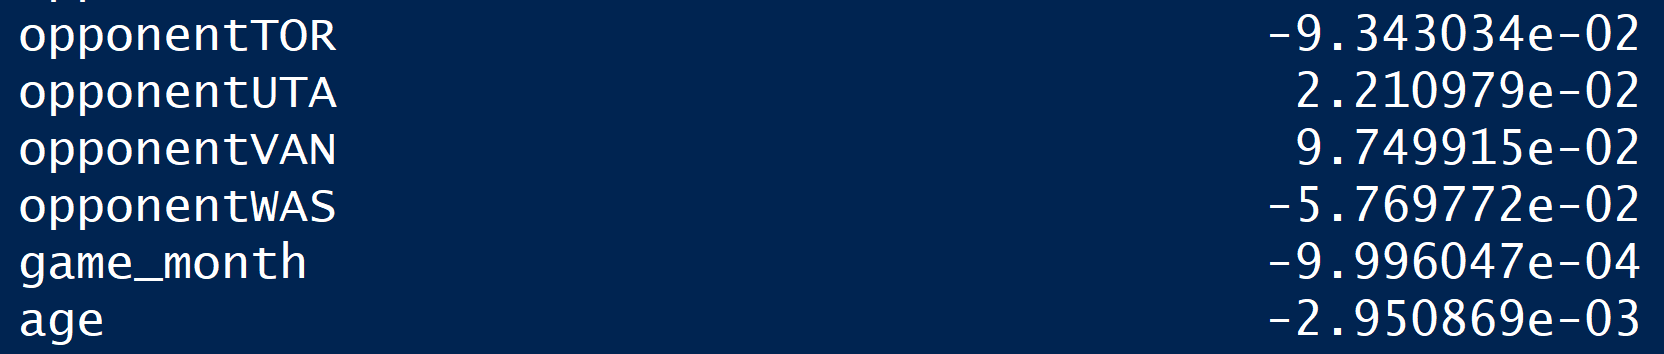 opponentTOR -9.343034e-02
opponentUTA 2.210979e-02
opponentVAN 9.749915e-02
opponentWAS -5.769772e-02
game_month -9.996047e-04
age -2.950869e-03